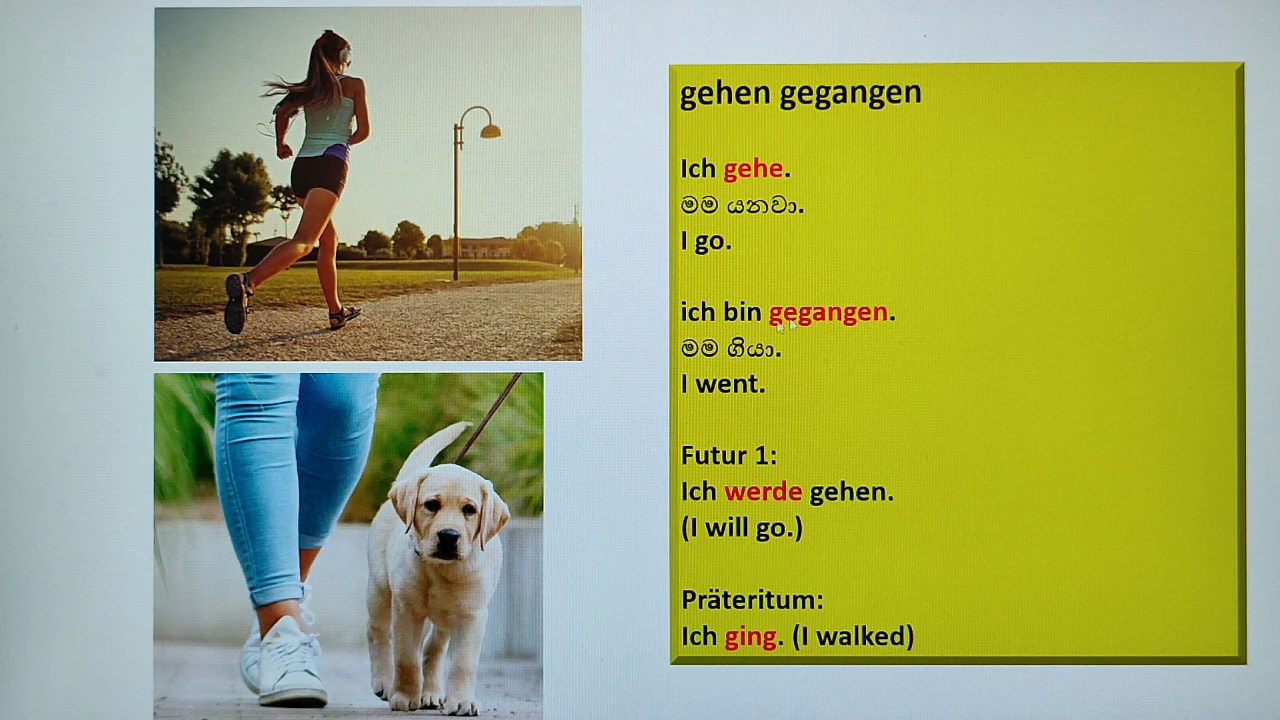 gehen gegangen
Ich gehe.
මම යනවා.
I go.
ich bin gegangen.
මම ගියා.
I went.
Futur 1:
Ich werde gehen.
(I will go.)
Präteritum:
Ich ging. (I walked)